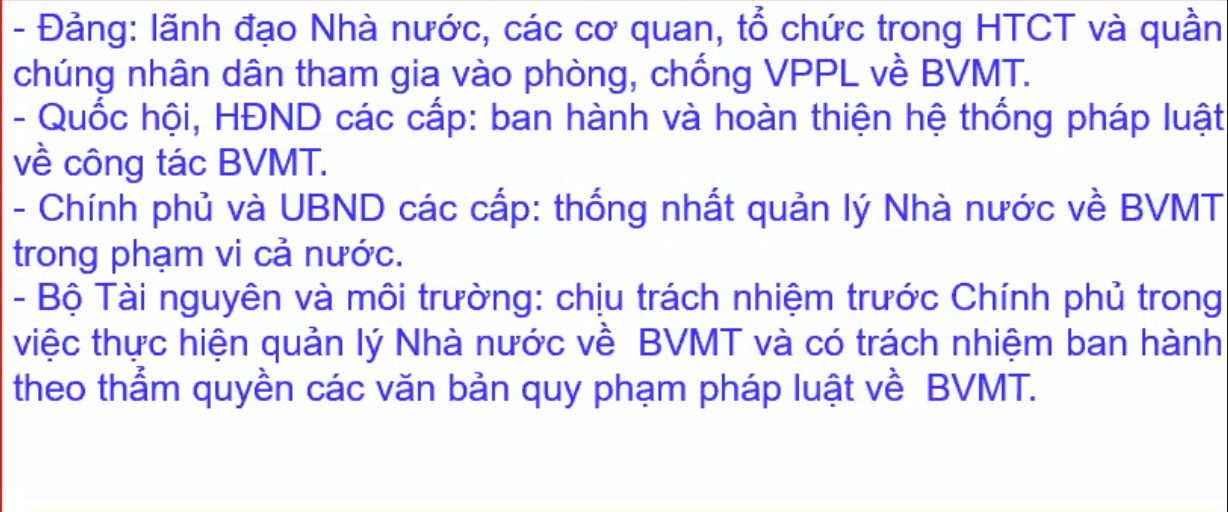 - Đảng: lãnh đạo Nhà nước, các cơ quan, tổ chức trong HTCT và quần
chúng nhân dân tham gia vào phòng, chống VPPL về BVMT.
- Quốc hội, HĐND các cấp: ban hành và hoàn thiện hệ thống pháp luật
về công tác BVMT.
- Chính phủ và UBND các cấp: thống nhất quản lý Nhà nước về BVMT
trong phạm vi cả nước.
- Bộ Tài nguyên và môi trường: chịu trách nhiệm trước Chính phủ trong
việc thực hiện quản lý Nhà nước về BVMT và có trách nhiệm ban hành
theo thẩm quyền các văn bản quy phạm pháp luật về BVMT.